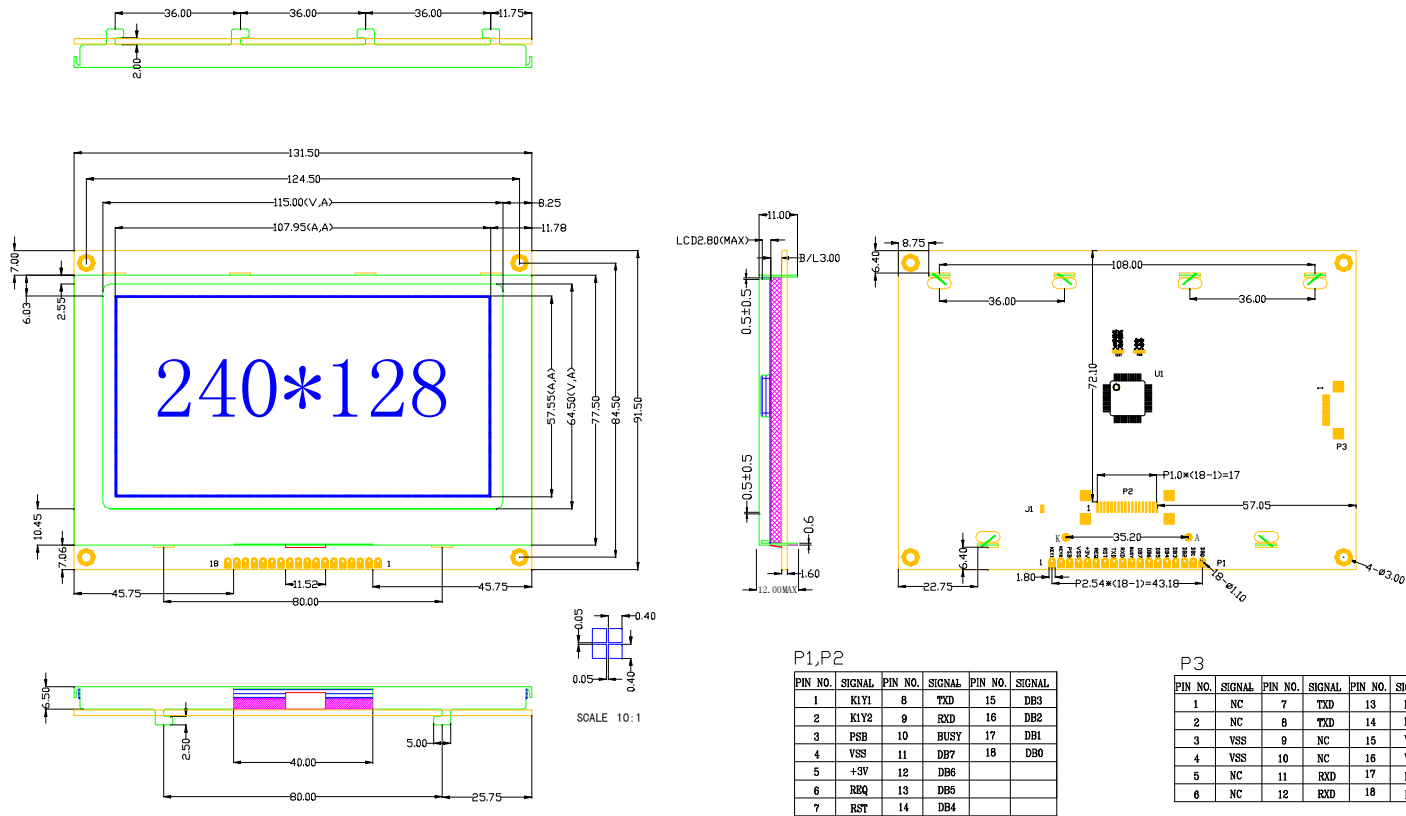 36.00 36.00 36.00 11.75
2.00
131.50
124.50
115.00(V,A) 8.25
107.95(A,A) 11.78
7.00
6.03
2.55
240*128
57.55(A,A)
64.50(V,A)
77.50
84.50
91.50
10.45
7.06
18 1
11.52
45.75 45.75
80.00
0.05 0.40
0.05 0.40
SCALE 10:1
6.50
2.50
5.00
40.00
80.00 25.75
11.00
LCD2.80(MAX)
B/L3.00
0.5±0.5
0.5±0.5
0.6
1.60
12.00MAX
8.75
6.40
108.00
36.00 36.00
72.10
U1
1
P3
P1.0*(18-1)=17
P2
J1 1
57.05
K 35.20 A
6.40
1 P1
1.80
P2.54*(18-1)=43.18
22.75
18-ø1.10
4-ø3.00
P1,P2
PIN NO. SIGNAL PIN NO. SIGNAL PIN NO. SIGNAL
1 K1Y1 8 TXD 15 DB3
2 K1Y2 9 RXD 16 DB2
3 PSB 10 BUSY 17 DB1
4 VSS 11 DB7 18 DB0
5 +3V 12 DB6
6 REQ 13 DB5
7 RST 14 DB4
P3
PIN NO. SIGNAL PIN NO. SIGNAL PIN NO.
1 NC 7 TXD 13
2 NC 8 TXD 14
3 VSS 9 NC 15
4 VSS 10 NC 16
5 NC 11 RXD 17
6 NC 12 RXD 18